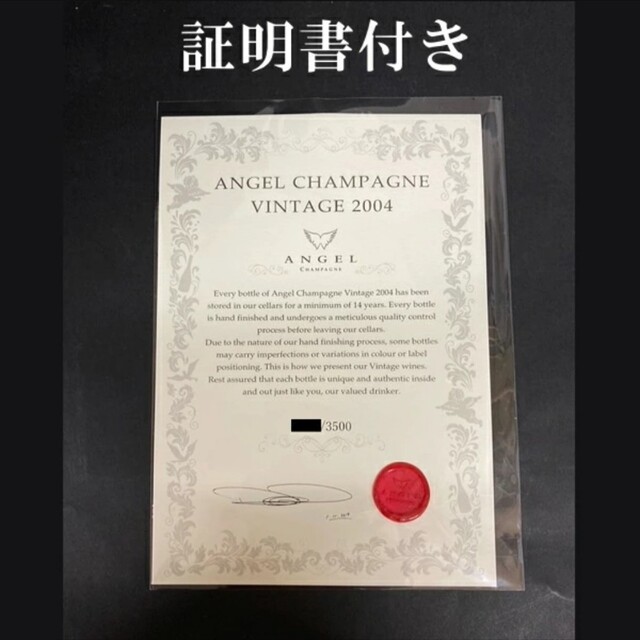 証明書付き
ANGEL CHAMPAGNE
VINTAGE 2004
ANGEL
CHAMPAGNE
Every bottle of Angel Champagne Vintage 2004 has been
stored in our cellars for a minimum of 14 years. Every bottle
is hand finished and undergoes a meticulous quality control
process before leaving our cellars.
Due to the nature of our hand finishing process, some bottles
may carry imperfections or variations in colour or label
positioning. This is how we present our Vintage wines.
Rest assured that each bottle is unique and authentic inside
and out just like you, our valued drinker.
/3500